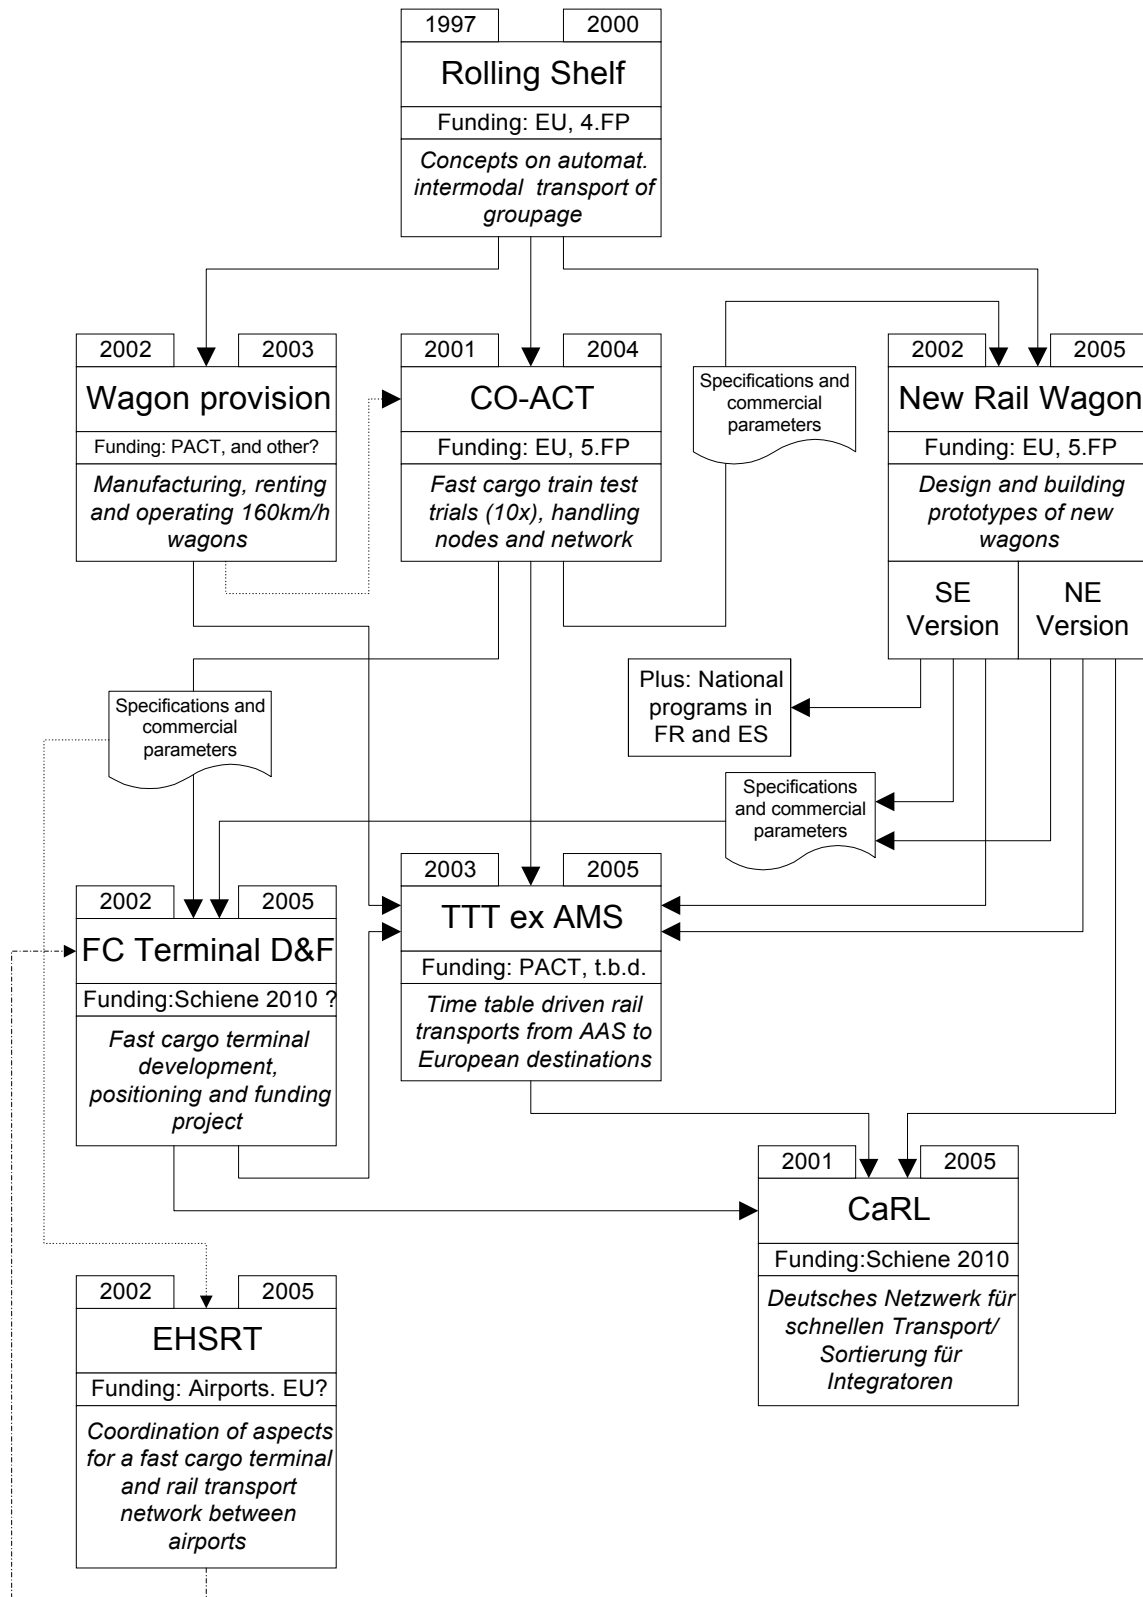 1997
2000
Rolling Shelf
Funding: EU, 4.FP
Concepts on automat.
intermodal transport of
groupage
2002
2003
Wagon provision
Funding: PACT, and other?
Manufacturing, renting
and operating 160km/h
wagons
2001
2004
CO-ACT
Funding: EU, 5.FP
Fast cargo train test
trials (10x), handling
nodes and network
Specifications and
commercial
parameters
2002
2005
New Rail Wagon
Funding: EU, 5.FP
Design and building
prototypes of new
wagons
SE
Version
NE
Version
Plus: National
programs in
FR and ES
Specifications and
commercial
parameters
Specifications
and commercial
parameters
2002
2005
FC Terminal D&F
Funding:Schiene 2010 ?
Fast cargo terminal
development,
positioning and funding
project
2003
2005
TTT ex AMS
Funding: PACT, t.b.d.
Time table driven rail
transports from AAS to
European destinations
2001
2005
CaRL
Funding:Schiene 2010
Deutsches Netzwerk für
schnellen Transport/
Sortierung für
Integratoren
2002
2005
EHSRT
Funding: Airports. EU?
Coordination of aspects
for a fast cargo terminal
and rail transport
network between
airports